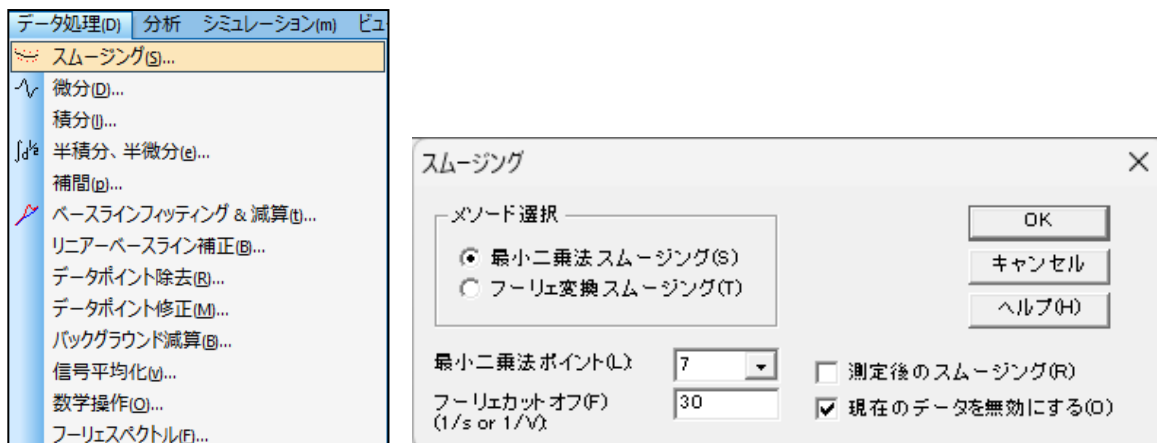 データ処理(D) 分析 シミュレーション(m)
スムージング(S)...
微分(D)...
積分(I)...
半積分、半微分(e)...
補間(p)...
ベースラインフィッティング & 減算(t)...
リニアーベースライン補正(B)...
データポイント除去(R)...
データポイント修正(M)...
バックグラウンド減算(B)...
信号平均化(v)...
数学操作(O)...
フーリェスペクトル(F)...
スムージング
メソード選択
最小二乗法スムージング(S)
フーリェ変換スムージング(T)
OK
キャンセル
ヘルプ(H)
最小二乗法ポイント(L):
7
フーリェカットオフ(F)
(1/s or 1/V):
30
測定後のスムージング(R)
現在のデータを無効にする(O)